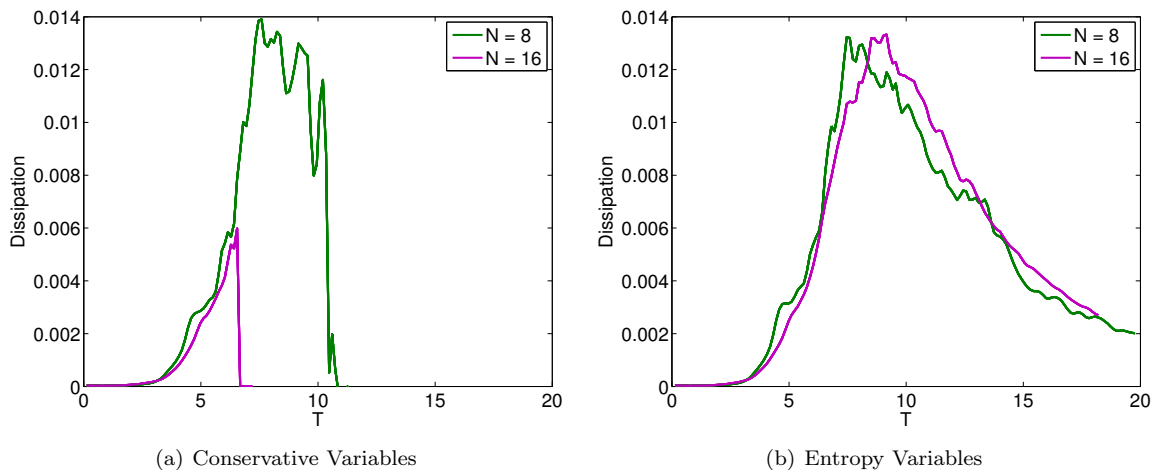 0.014
0.012
0.01
0.008
0.006
0.004
0.002
0
Dissipation
0 5 10 15 20
T
N = 8
N = 16
(a) Conservative Variables
0.014
0.012
0.01
0.008
0.006
0.004
0.002
0
Dissipation
0 5 10 15 20
T
N = 8
N = 16
(b) Entropy Variables